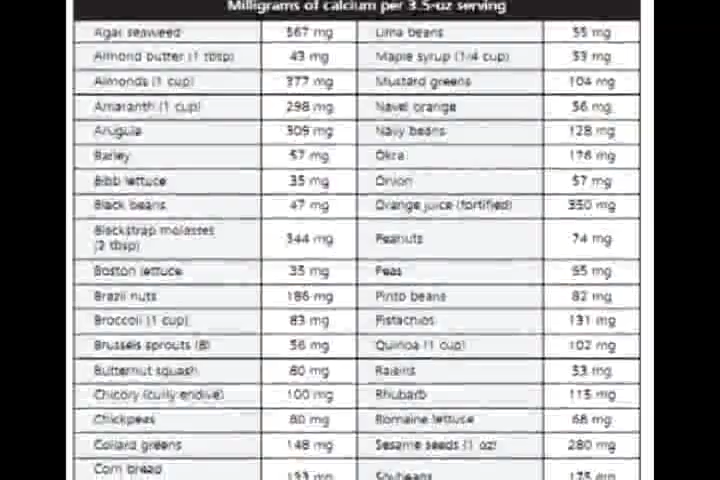 Milligrams of calcium per 3.5-oz serving
Agar seaweed 567 mg Lima beans 55 mg
Almond butter (1 tbsp) 43 mg Maple syrup (1/4 cup) 53 mg
Almonds (1 cup) 377 mg Mustard greens 104 mg
Amaranth (1 cup) 298 mg Navel orange 56 mg
Arugula 309 mg Navy beans 128 mg
Barley 57 mg Okra 176 mg
Bibb lettuce 35 mg Onion 57 mg
Black beans 47 mg Orange juice (fortified) 350 mg
Blackstrap molasses
(2 tbsp) 344 mg Peanuts 74 mg
Boston lettuce 35 mg Peas 95 mg
Brazil nuts 186 mg Pinto beans 82 mg
Broccoli (1 cup) 83 mg Pistachios 131 mg
Brussels sprouts (8) 56 mg Quinoa (1 cup) 102 mg
Butternut squash 80 mg Raisins 53 mg
Chicory (curly endive) 100 mg Rhubarb 115 mg
Chickpeas 80 mg Romaine lettuce 68 mg
Collard greens 148 mg Sesame seeds (1 oz) 280 mg
Corn bread 133 mg Soybeans 175 mg